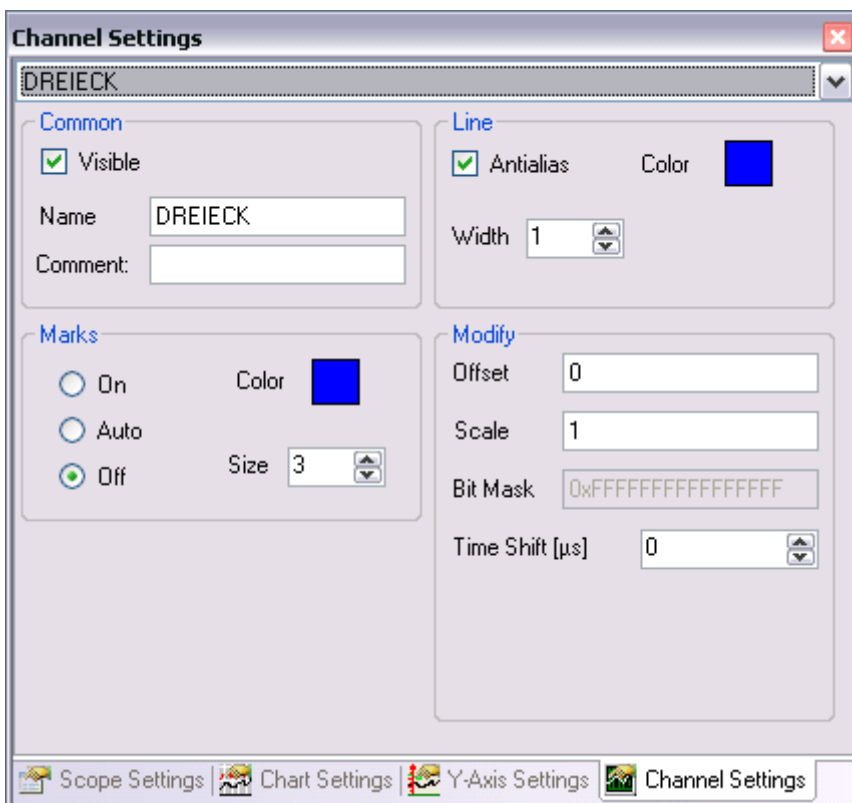 Channel Settings
DREIECK
Common
Visible
Name DREIECK
Comment:
Line
Antialias Color
Width 1
Marks
On Color
Auto
Off Size 3
Modify
Offset 0
Scale 1
Bit Mask 0xFFFFFFFFFFFFFFFF
Time Shift [µs] 0
Scope Settings Chart Settings Y-Axis Settings Channel Settings